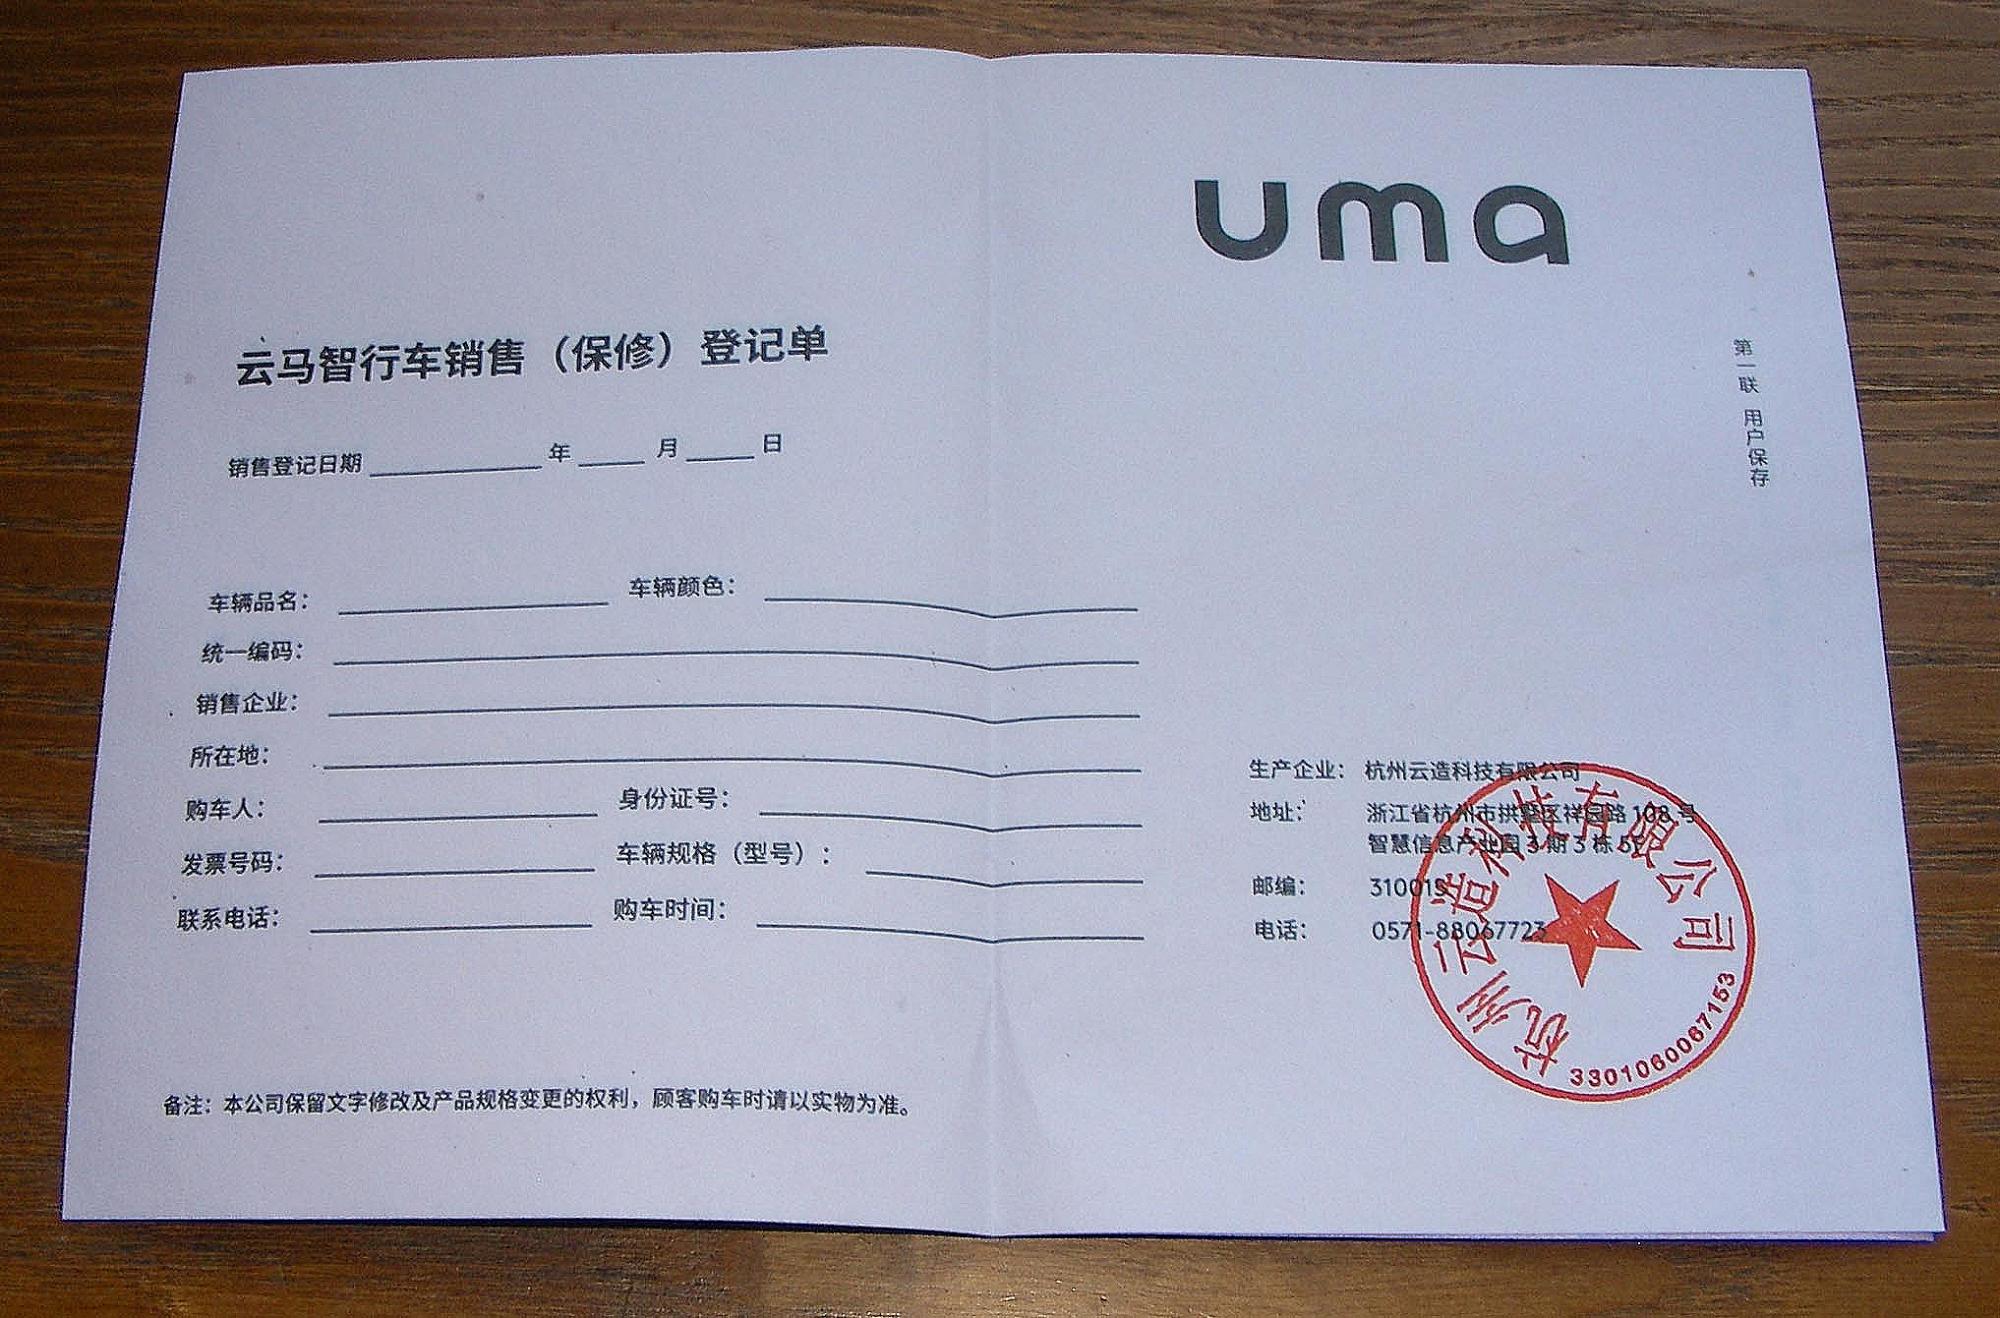 uma
第一联 用户保存
云马智行车销售（保修）登记单
销售登记日期 年 月 日
车辆品名： 车辆颜色：
统一编码：
销售企业：
所在地：
购车人： 身份证号：
发票号码： 车辆规格（型号）：
联系电话： 购车时间：
备注：本公司保留文字修改及产品规格变更的权利，顾客购车时请以实物为准。
生产企业： 杭州云造科技有限公司
地址： 浙江省杭州市拱墅区祥园路 108 号
智慧信息产业园 3 期 3 栋 5F
邮编： 310015
电话： 0571-88067723
杭州云造科技有限公司
3301060067153